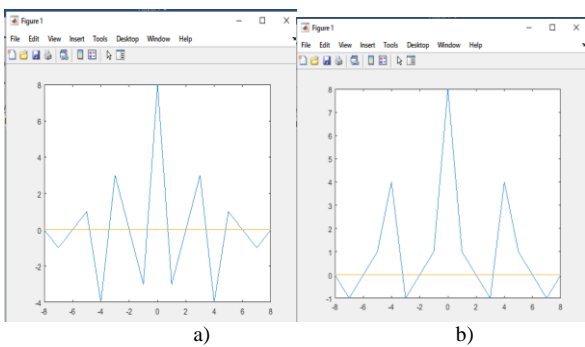 Figure 1
File Edit View Insert Tools Desktop Window Help
8
6
4
2
0
-2
-4
-8 -6 -4 -2 0 2 4 6 8
a)
Figure 1
File Edit View Insert Tools Desktop Window Help
8
7
6
5
4
3
2
1
0
-1
-8 -6 -4 -2 0 2 4 6 8
b)